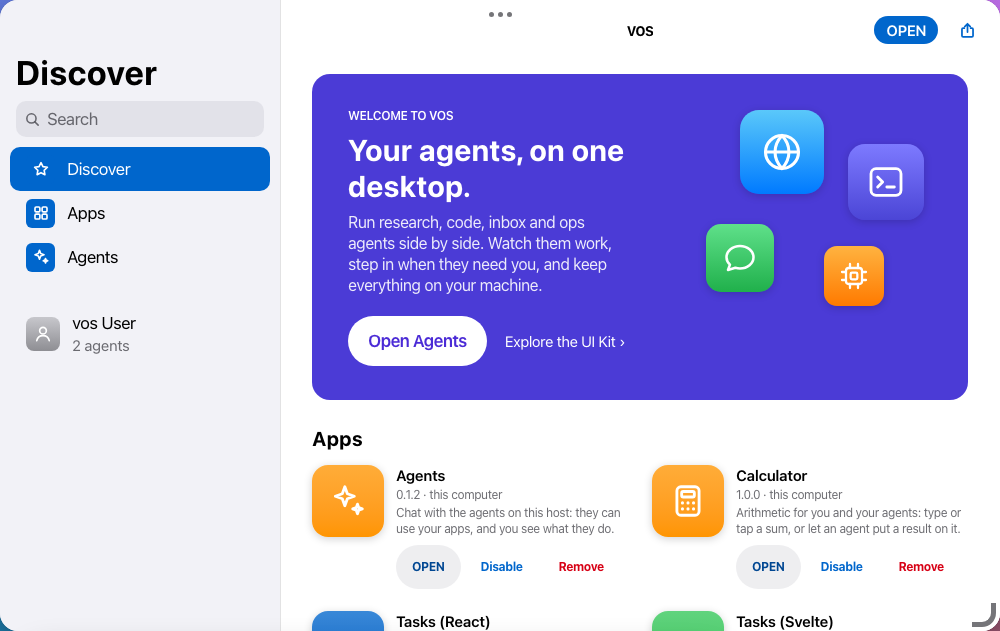 Discover
Search
Discover
Apps
Agents
vos User
2 agents
VOS
OPEN
WELCOME TO VOS
Your agents, on one
desktop.
Run research, code, inbox and ops
agents side by side. Watch them work,
step in when they need you, and keep
everything on your machine.
Open Agents
Explore the UI Kit ›
Apps
Agents
0.1.2 · this computer
Chat with the agents on this host: they can
use your apps, and you see what they do.
OPEN Disable Remove
Calculator
1.0.0 · this computer
Arithmetic for you and your agents: type or
tap a sum, or let an agent put a result on it.
OPEN Disable Remove
Tasks (React)
Tasks (Svelte)